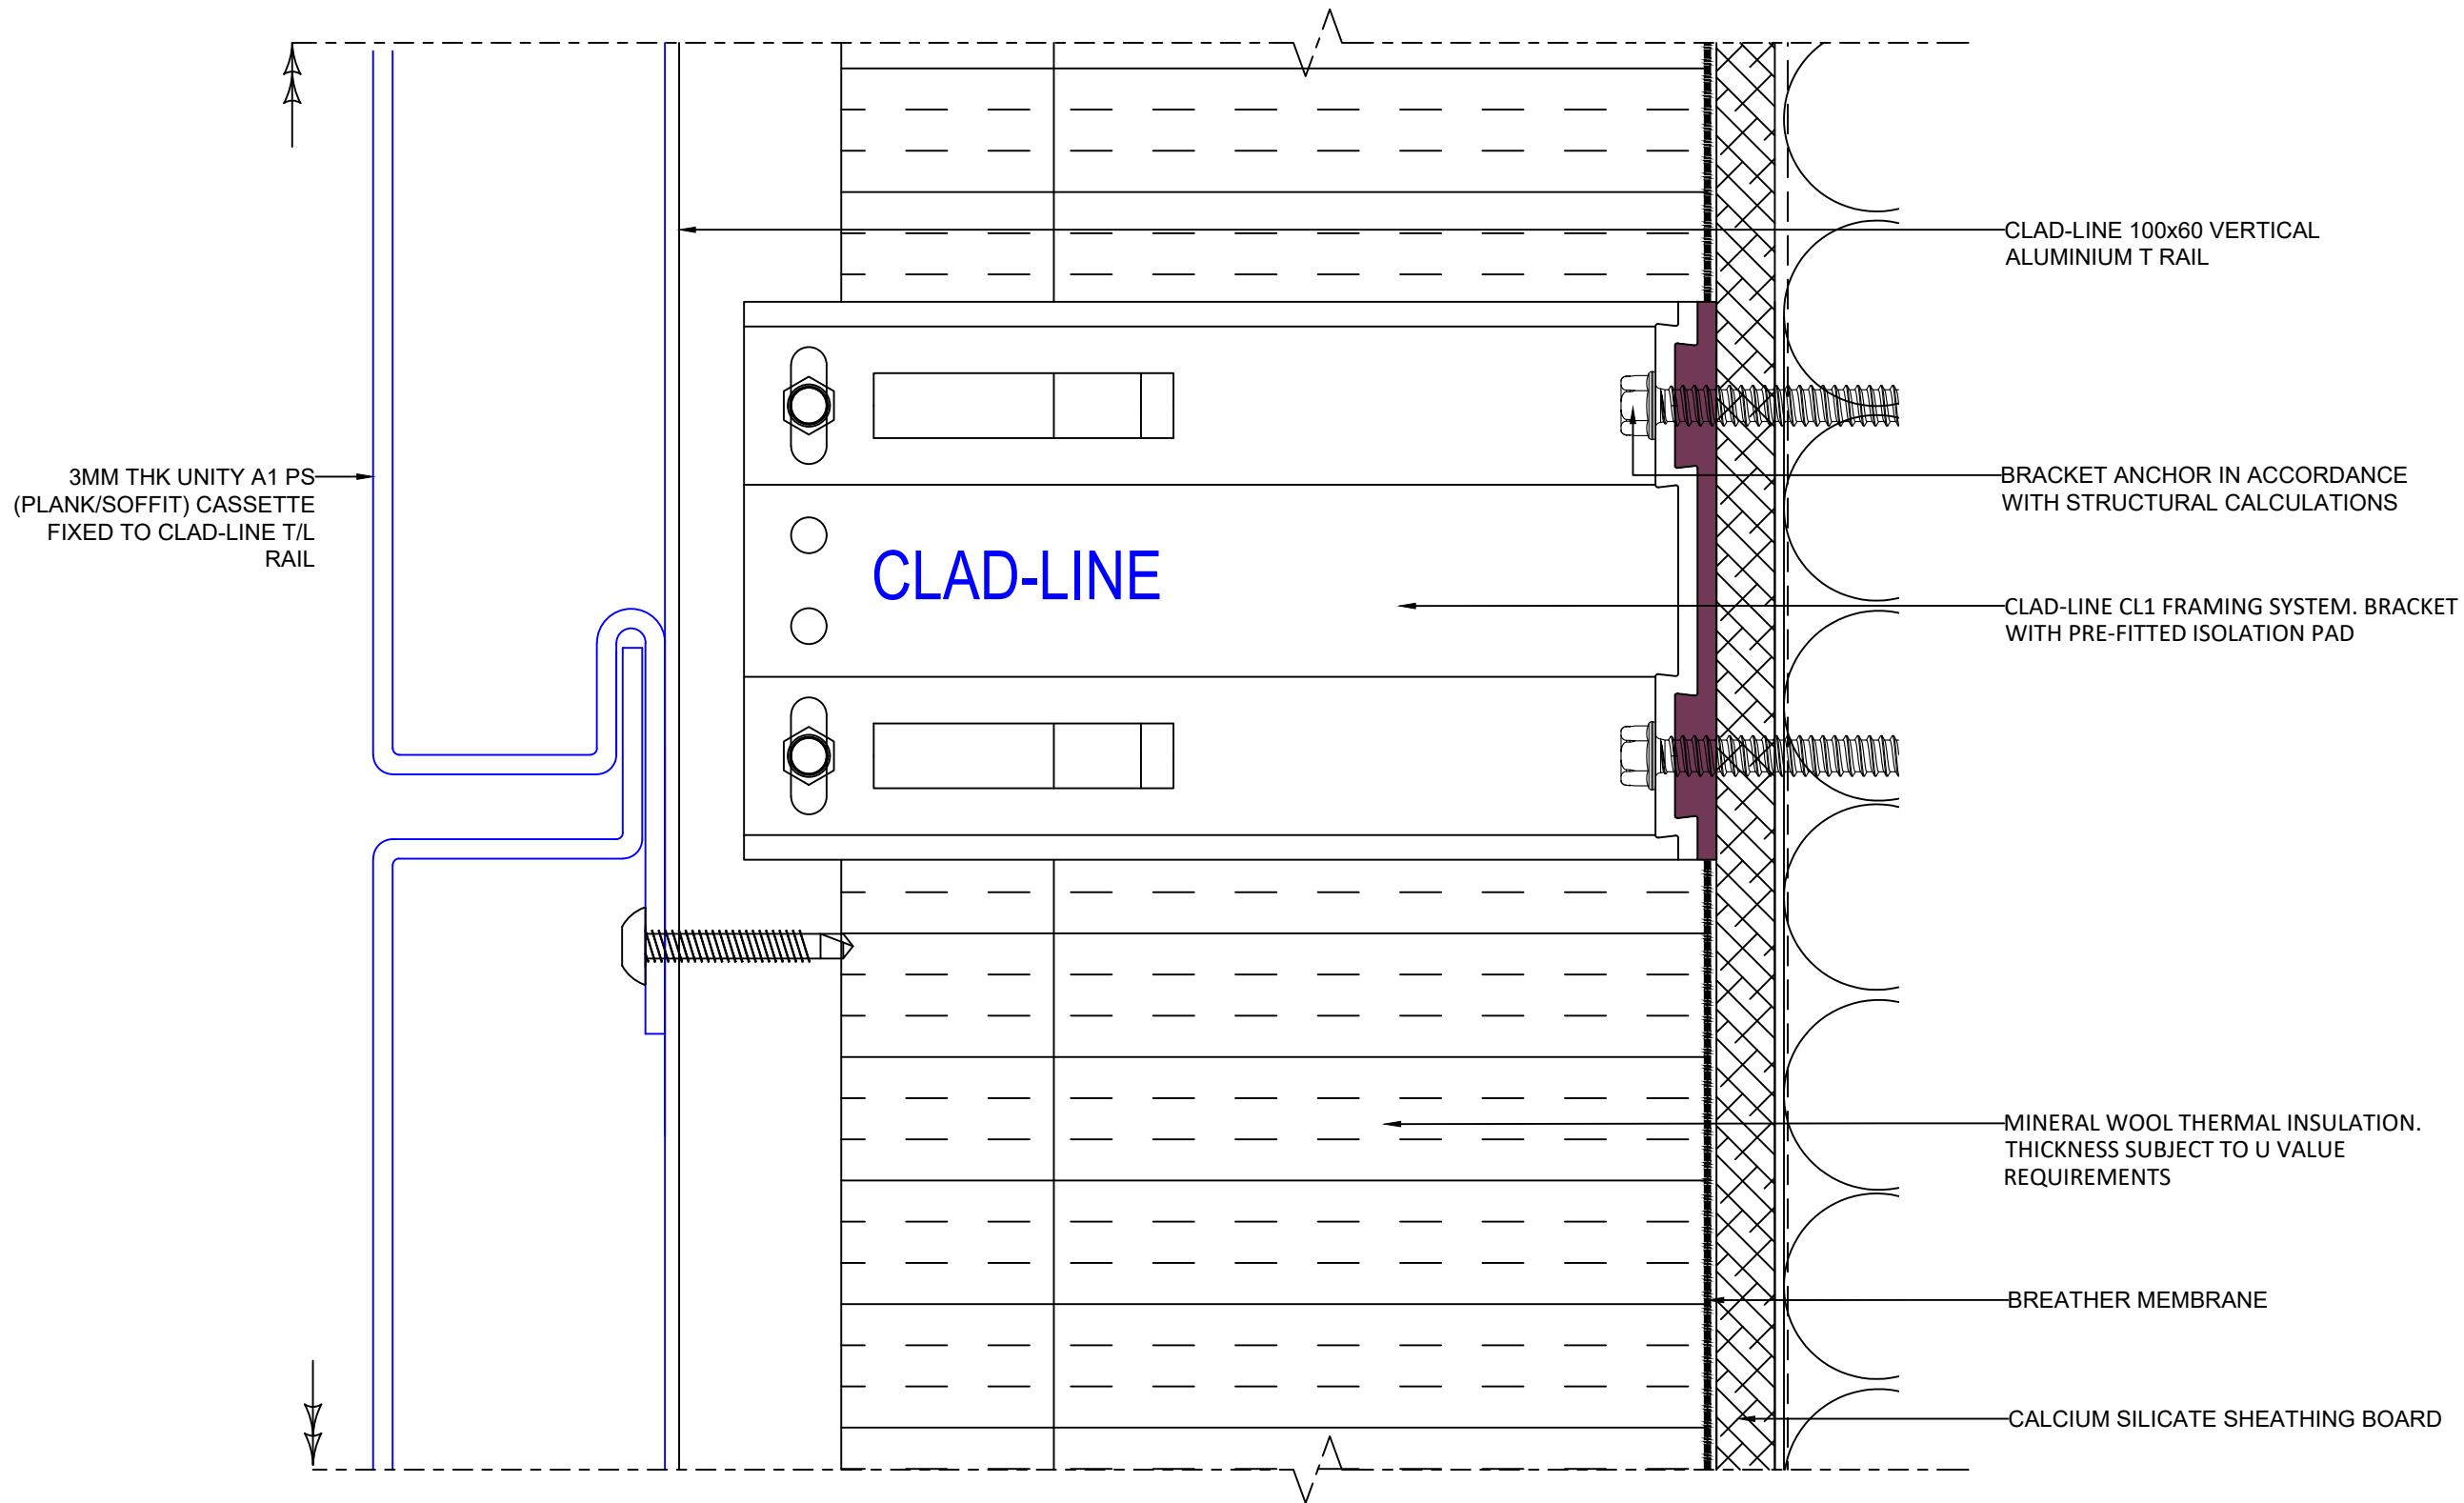 CLAD-LINE 100x60 VERTICAL
ALUMINIUM T RAIL
3MM THK UNITY A1 PS
(PLANK/SOFFIT) CASSETTE
FIXED TO CLAD-LINE T/L
RAIL
BRACKET ANCHOR IN ACCORDANCE
WITH STRUCTURAL CALCULATIONS
CLAD-LINE
CLAD-LINE CL1 FRAMING SYSTEM. BRACKET
WITH PRE-FITTED ISOLATION PAD
MINERAL WOOL THERMAL INSULATION.
THICKNESS SUBJECT TO U VALUE
REQUIREMENTS
BREATHER MEMBRANE
CALCIUM SILICATE SHEATHING BOARD